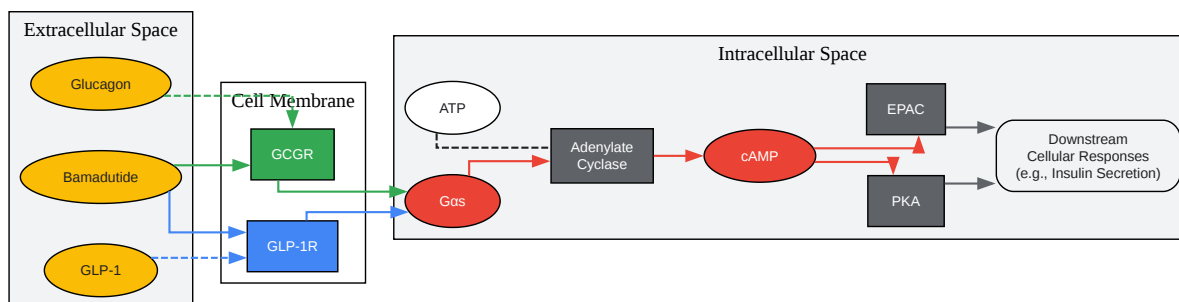 Extracellular Space
Glucagon
Bamadutide
GLP-1
Cell Membrane
GCGR
GLP-1R
Intracellular Space
ATP
Gαs
Adenylate
Cyclase
cAMP
EPAC
PKA
Downstream
Cellular Responses
(e.g., Insulin Secretion)